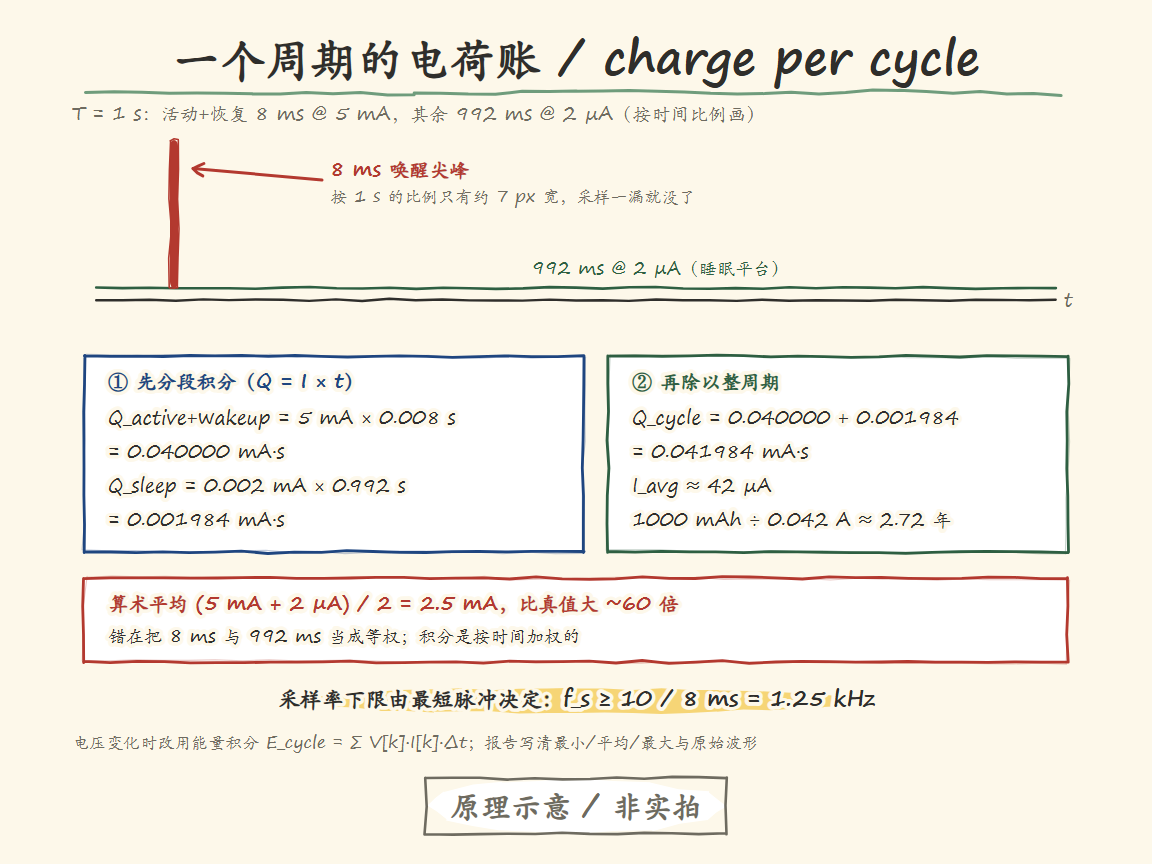 一个周期的电荷账 / charge per cycle
T = 1 s：活动+恢复 8 ms @ 5 mA，其余 992 ms @ 2 μA（按时间比例画）
8 ms 唤醒尖峰
按 1 s 的比例只有约 7 px 宽，采样一漏就没了
992 ms @ 2 μA（睡眠平台）
t
① 先分段积分（Q = I × t）
Q_active+wakeup = 5 mA × 0.008 s
= 0.040000 mA·s
Q_sleep = 0.002 mA × 0.992 s
= 0.001984 mA·s
② 再除以整周期
Q_cycle = 0.040000 + 0.001984
= 0.041984 mA·s
I_avg ≈ 42 μA
1000 mAh ÷ 0.042 A ≈ 2.72 年
算术平均 (5 mA + 2 μA) / 2 = 2.5 mA，比真值大 ~60 倍
错在把 8 ms 与 992 ms 当成等权；积分是按时间加权的
采样率下限由最短脉冲决定：f_s ≥ 10 / 8 ms = 1.25 kHz
电压变化时改用能量积分 E_cycle = Σ V[k]·I[k]·Δt；报告写清最小/平均/最大与原始波形
原理示意 / 非实拍